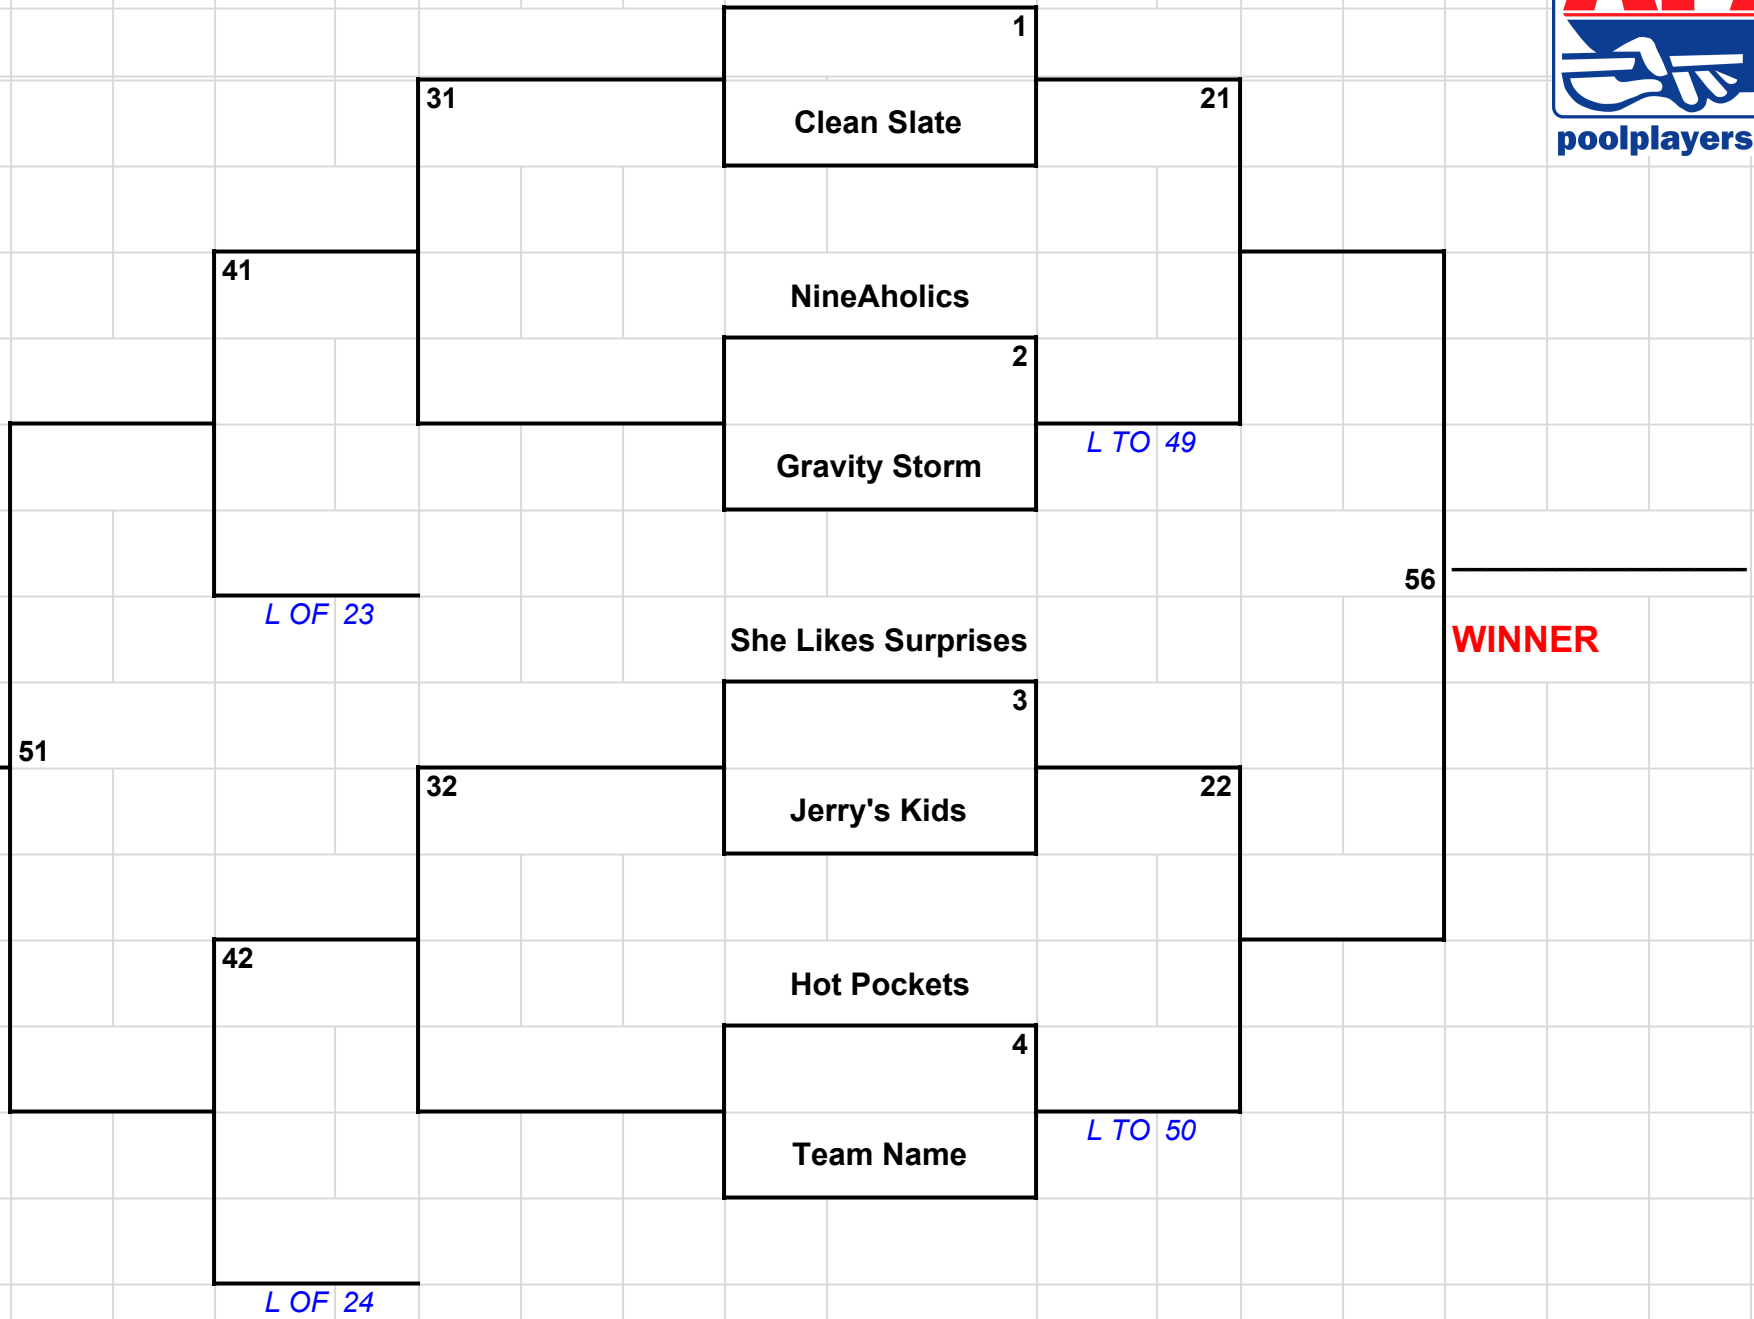 1
31
21
Clean Slate
poolplayers
41
NineAholics
2
L TO 49
Gravity Storm
56
L OF 23
She Likes Surprises
WINNER
3
51
32
22
Jerry's Kids
42
Hot Pockets
4
L TO 50
Team Name
L OF 24